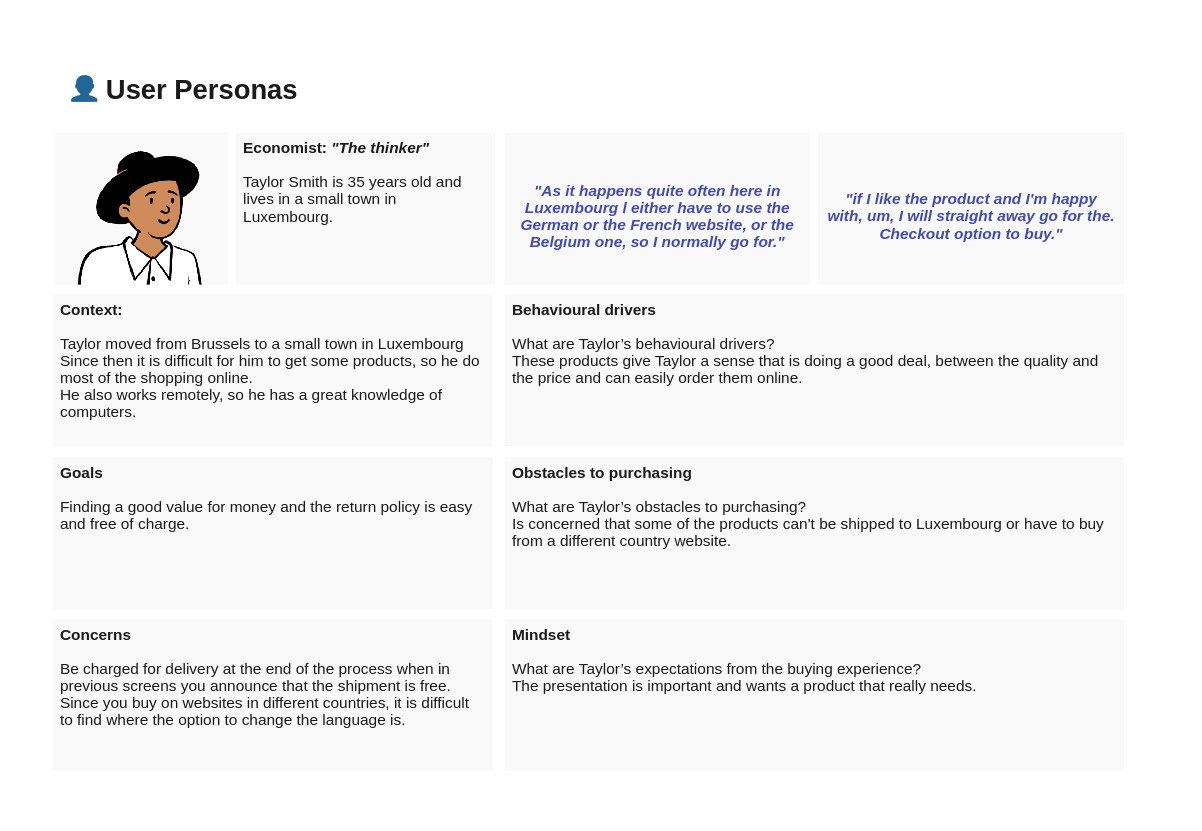 User Personas
Economist: "The thinker"
Taylor Smith is 35 years old and
lives in a small town in
Luxembourg.
"As it happens quite often here in
Luxembourg I either have to use the
German or the French website, or the
Belgium one, so I normally go for."
"if I like the product and I'm happy
with, um, I will straight away go for the.
Checkout option to buy."
Context:
Taylor moved from Brussels to a small town in Luxembourg
Since then it is difficult for him to get some products, so he do
most of the shopping online.
He also works remotely, so he has a great knowledge of
computers.
Behavioural drivers
What are Taylor’s behavioural drivers?
These products give Taylor a sense that is doing a good deal, between the quality and
the price and can easily order them online.
Goals
Finding a good value for money and the return policy is easy
and free of charge.
Obstacles to purchasing
What are Taylor’s obstacles to purchasing?
Is concerned that some of the products can't be shipped to Luxembourg or have to buy
from a different country website.
Concerns
Be charged for delivery at the end of the process when in
previous screens you announce that the shipment is free.
Since you buy on websites in different countries, it is difficult
to find where the option to change the language is.
Mindset
What are Taylor’s expectations from the buying experience?
The presentation is important and wants a product that really needs.